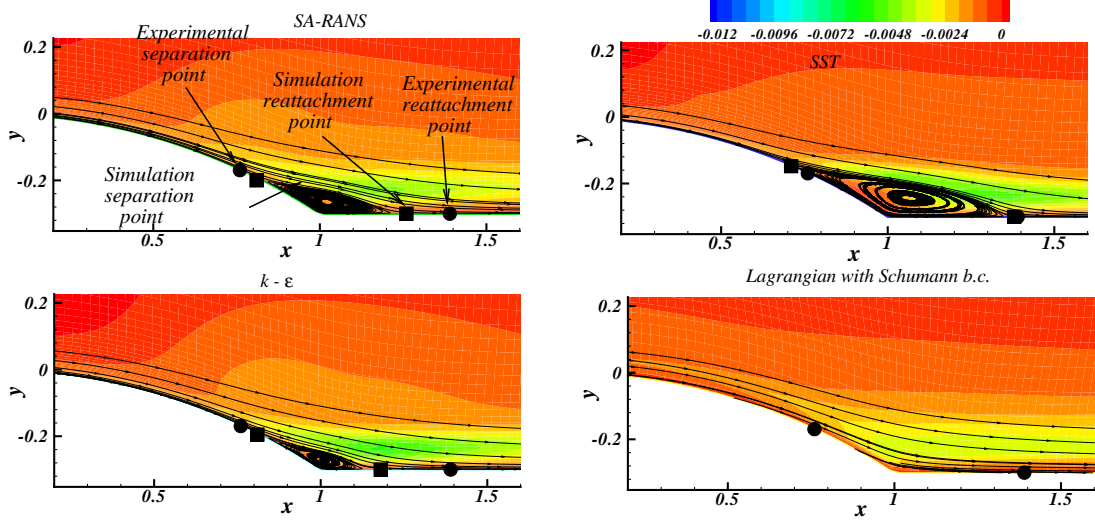 SA-RANS
Experimental
separation
point
Simulation
reattachment
point
Experimental
reattachment
point
Simulation
separation
point
0.2
0
-0.2
y
0.5
1
1.5
x
-0.012 -0.0096 -0.0072 -0.0048 -0.0024 0
SST
0.2
0
-0.2
y
0.5
1
1.5
x
k - ε
0.2
0
-0.2
y
0.5
1
1.5
x
Lagrangian with Schumann b.c.
0.2
0
-0.2
y
0.5
1
1.5
x